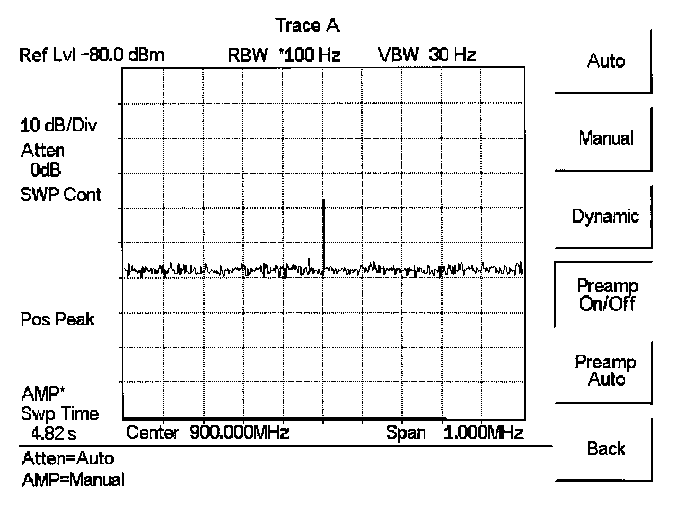 Trace A
Ref Lvl -80.0 dBm RBW *100 Hz VBW 30 Hz
10 dB/Div
Atten
0dB
SWP Cont
Pos Peak
AMP*
Swp Time
4.82 s
Center 900.000MHz Span 1.000MHz
Atten=Auto
AMP=Manual
Auto
Manual
Dynamic
Preamp
On/Off
Preamp
Auto
Back